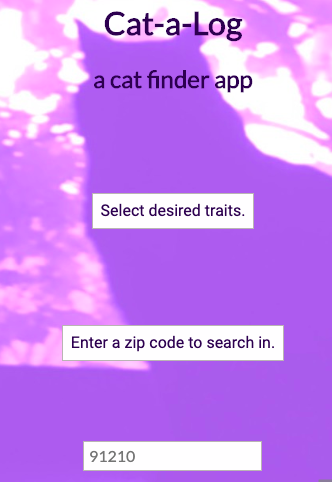 Cat-a-Log
a cat finder app
Select desired traits.
Enter a zip code to search in.
91210